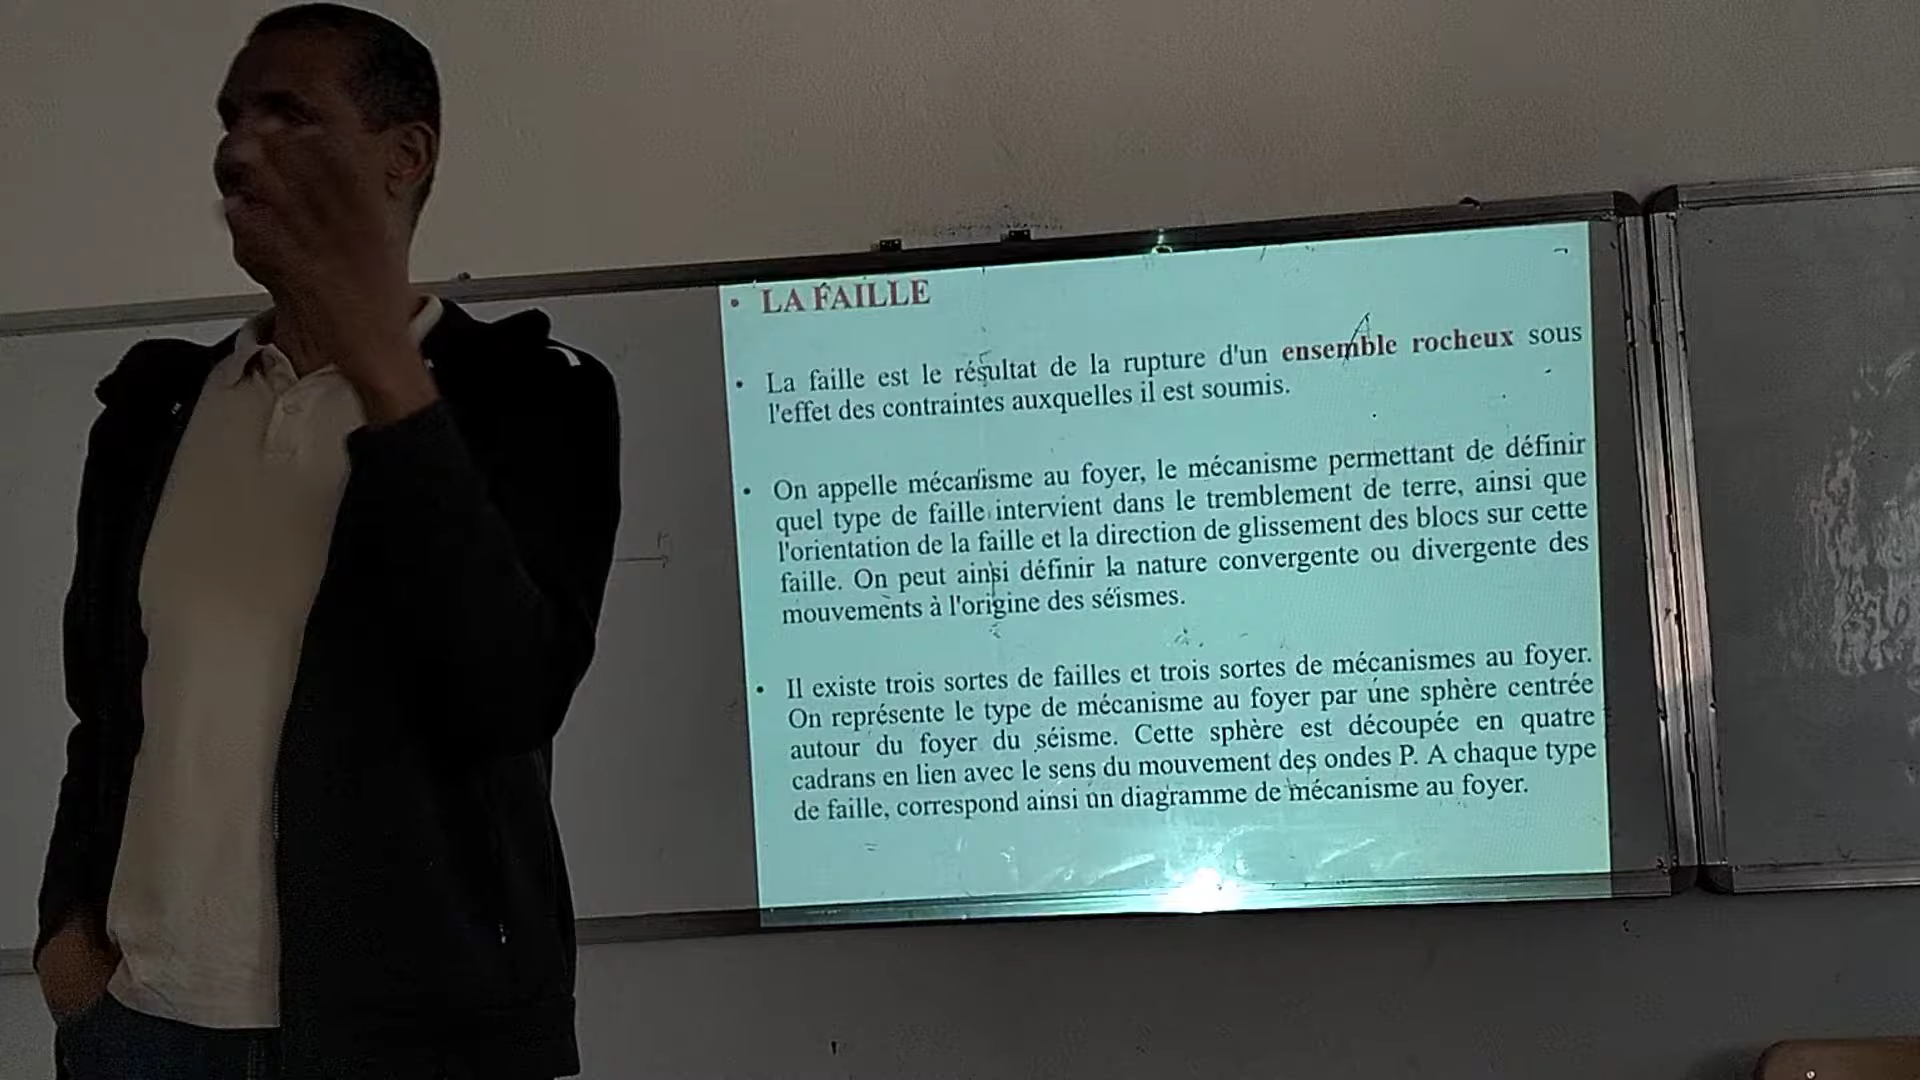 • LA FAILLE
• La faille est le résultat de la rupture d'un ensemble rocheux sous
l'effet des contraintes auxquelles il est soumis.
• On appelle mécanisme au foyer, le mécanisme permettant de définir
quel type de faille intervient dans le tremblement de terre, ainsi que
l'orientation de la faille et la direction de glissement des blocs sur cette
faille. On peut ainsi définir la nature convergente ou divergente des
mouvements à l'origine des séismes.
• Il existe trois sortes de failles et trois sortes de mécanismes au foyer.
On représente le type de mécanisme au foyer par une sphère centrée
autour du foyer du séisme. Cette sphère est découpée en quatre
cadrans en lien avec le sens du mouvement des ondes P. A chaque type
de faille, correspond ainsi un diagramme de mécanisme au foyer.